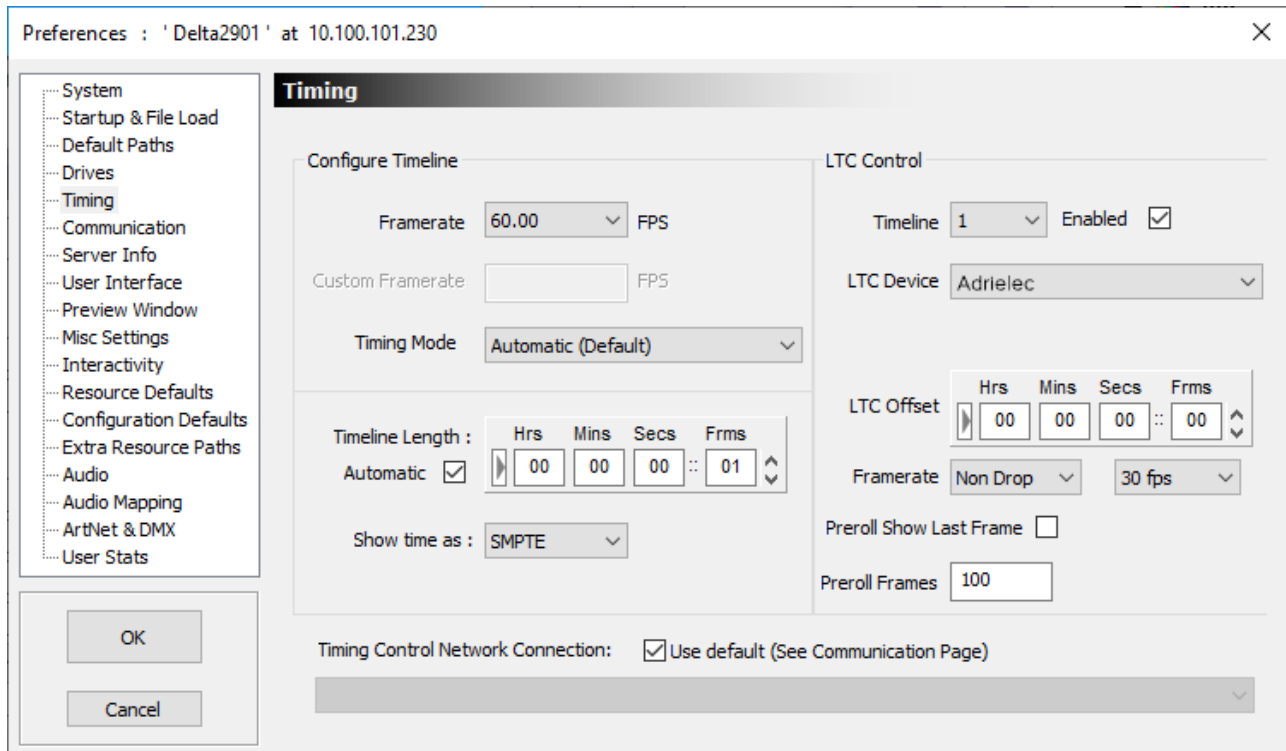 Preferences : ' Delta2901 ' at 10.100.101.230
System
Startup & File Load
Default Paths
Drives
Timing
Communication
Server Info
User Interface
Preview Window
Misc Settings
Interactivity
Resource Defaults
Configuration Defaults
Extra Resource Paths
Audio
Audio Mapping
ArtNet & DMX
User Stats
OK
Cancel
Timing
Configure Timeline
Framerate 60.00 FPS
Custom Framerate FPS
Timing Mode Automatic (Default)
Timeline Length :
Automatic
Hrs Mins Secs Frms
00 00 00 :: 01
Show time as : SMPTE
LTC Control
Timeline 1 Enabled
LTC Device Adrielec
Hrs Mins Secs Frms
LTC Offset 00 00 00 :: 00
Framerate Non Drop 30 fps
Preroll Show Last Frame
Preroll Frames 100
Timing Control Network Connection: Use default (See Communication Page)